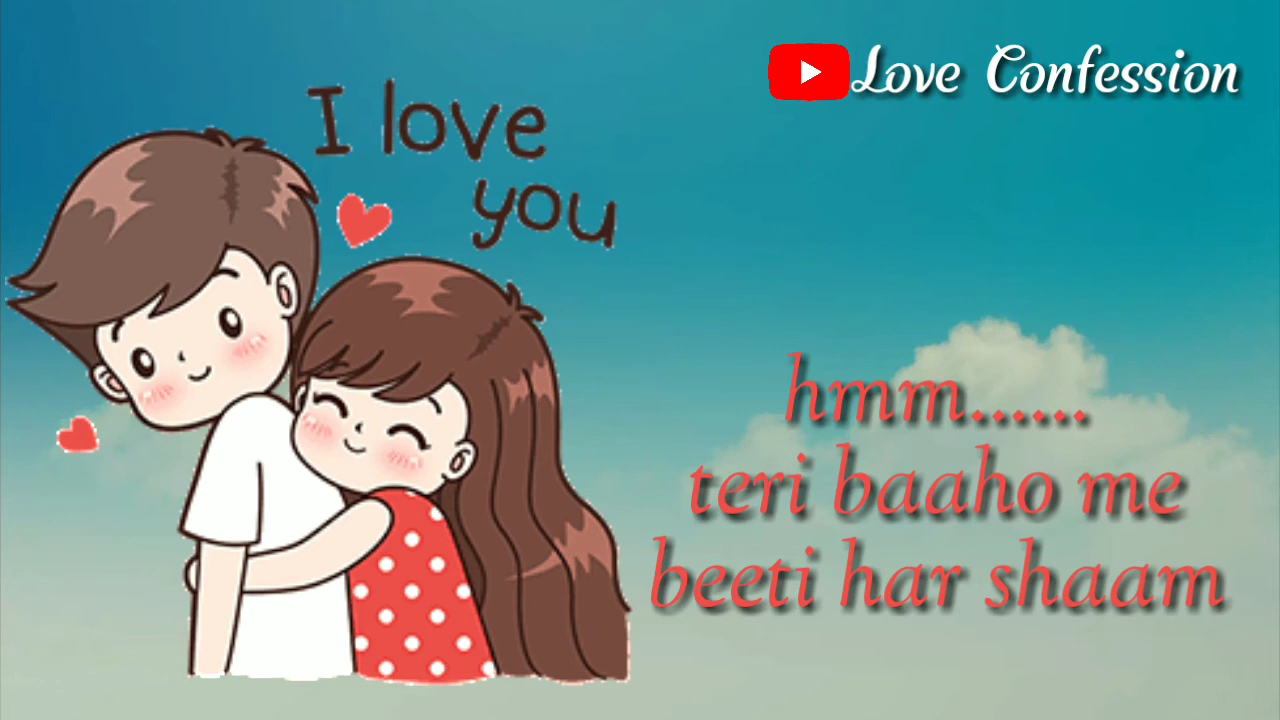 Love Confession
I love
you
hmm......
teri baaho me
beeti har shaam